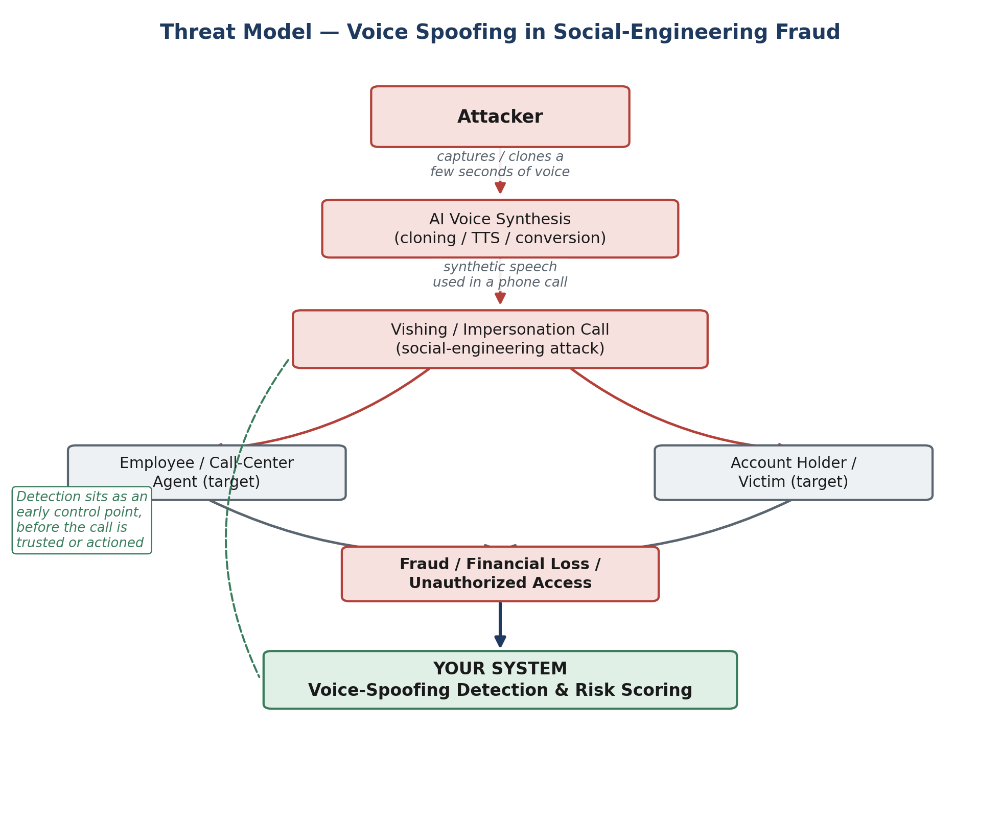 Threat Model — Voice Spoofing in Social-Engineering Fraud
Attacker
captures / clones a
few seconds of voice
AI Voice Synthesis
(cloning / TTS / conversion)
synthetic speech
used in a phone call
Vishing / Impersonation Call
(social-engineering attack)
Employee / Call-Center
Agent (target)
Account Holder /
Victim (target)
Detection sits as an
early control point,
before the call is
trusted or actioned
Fraud / Financial Loss /
Unauthorized Access
YOUR SYSTEM
Voice-Spoofing Detection & Risk Scoring